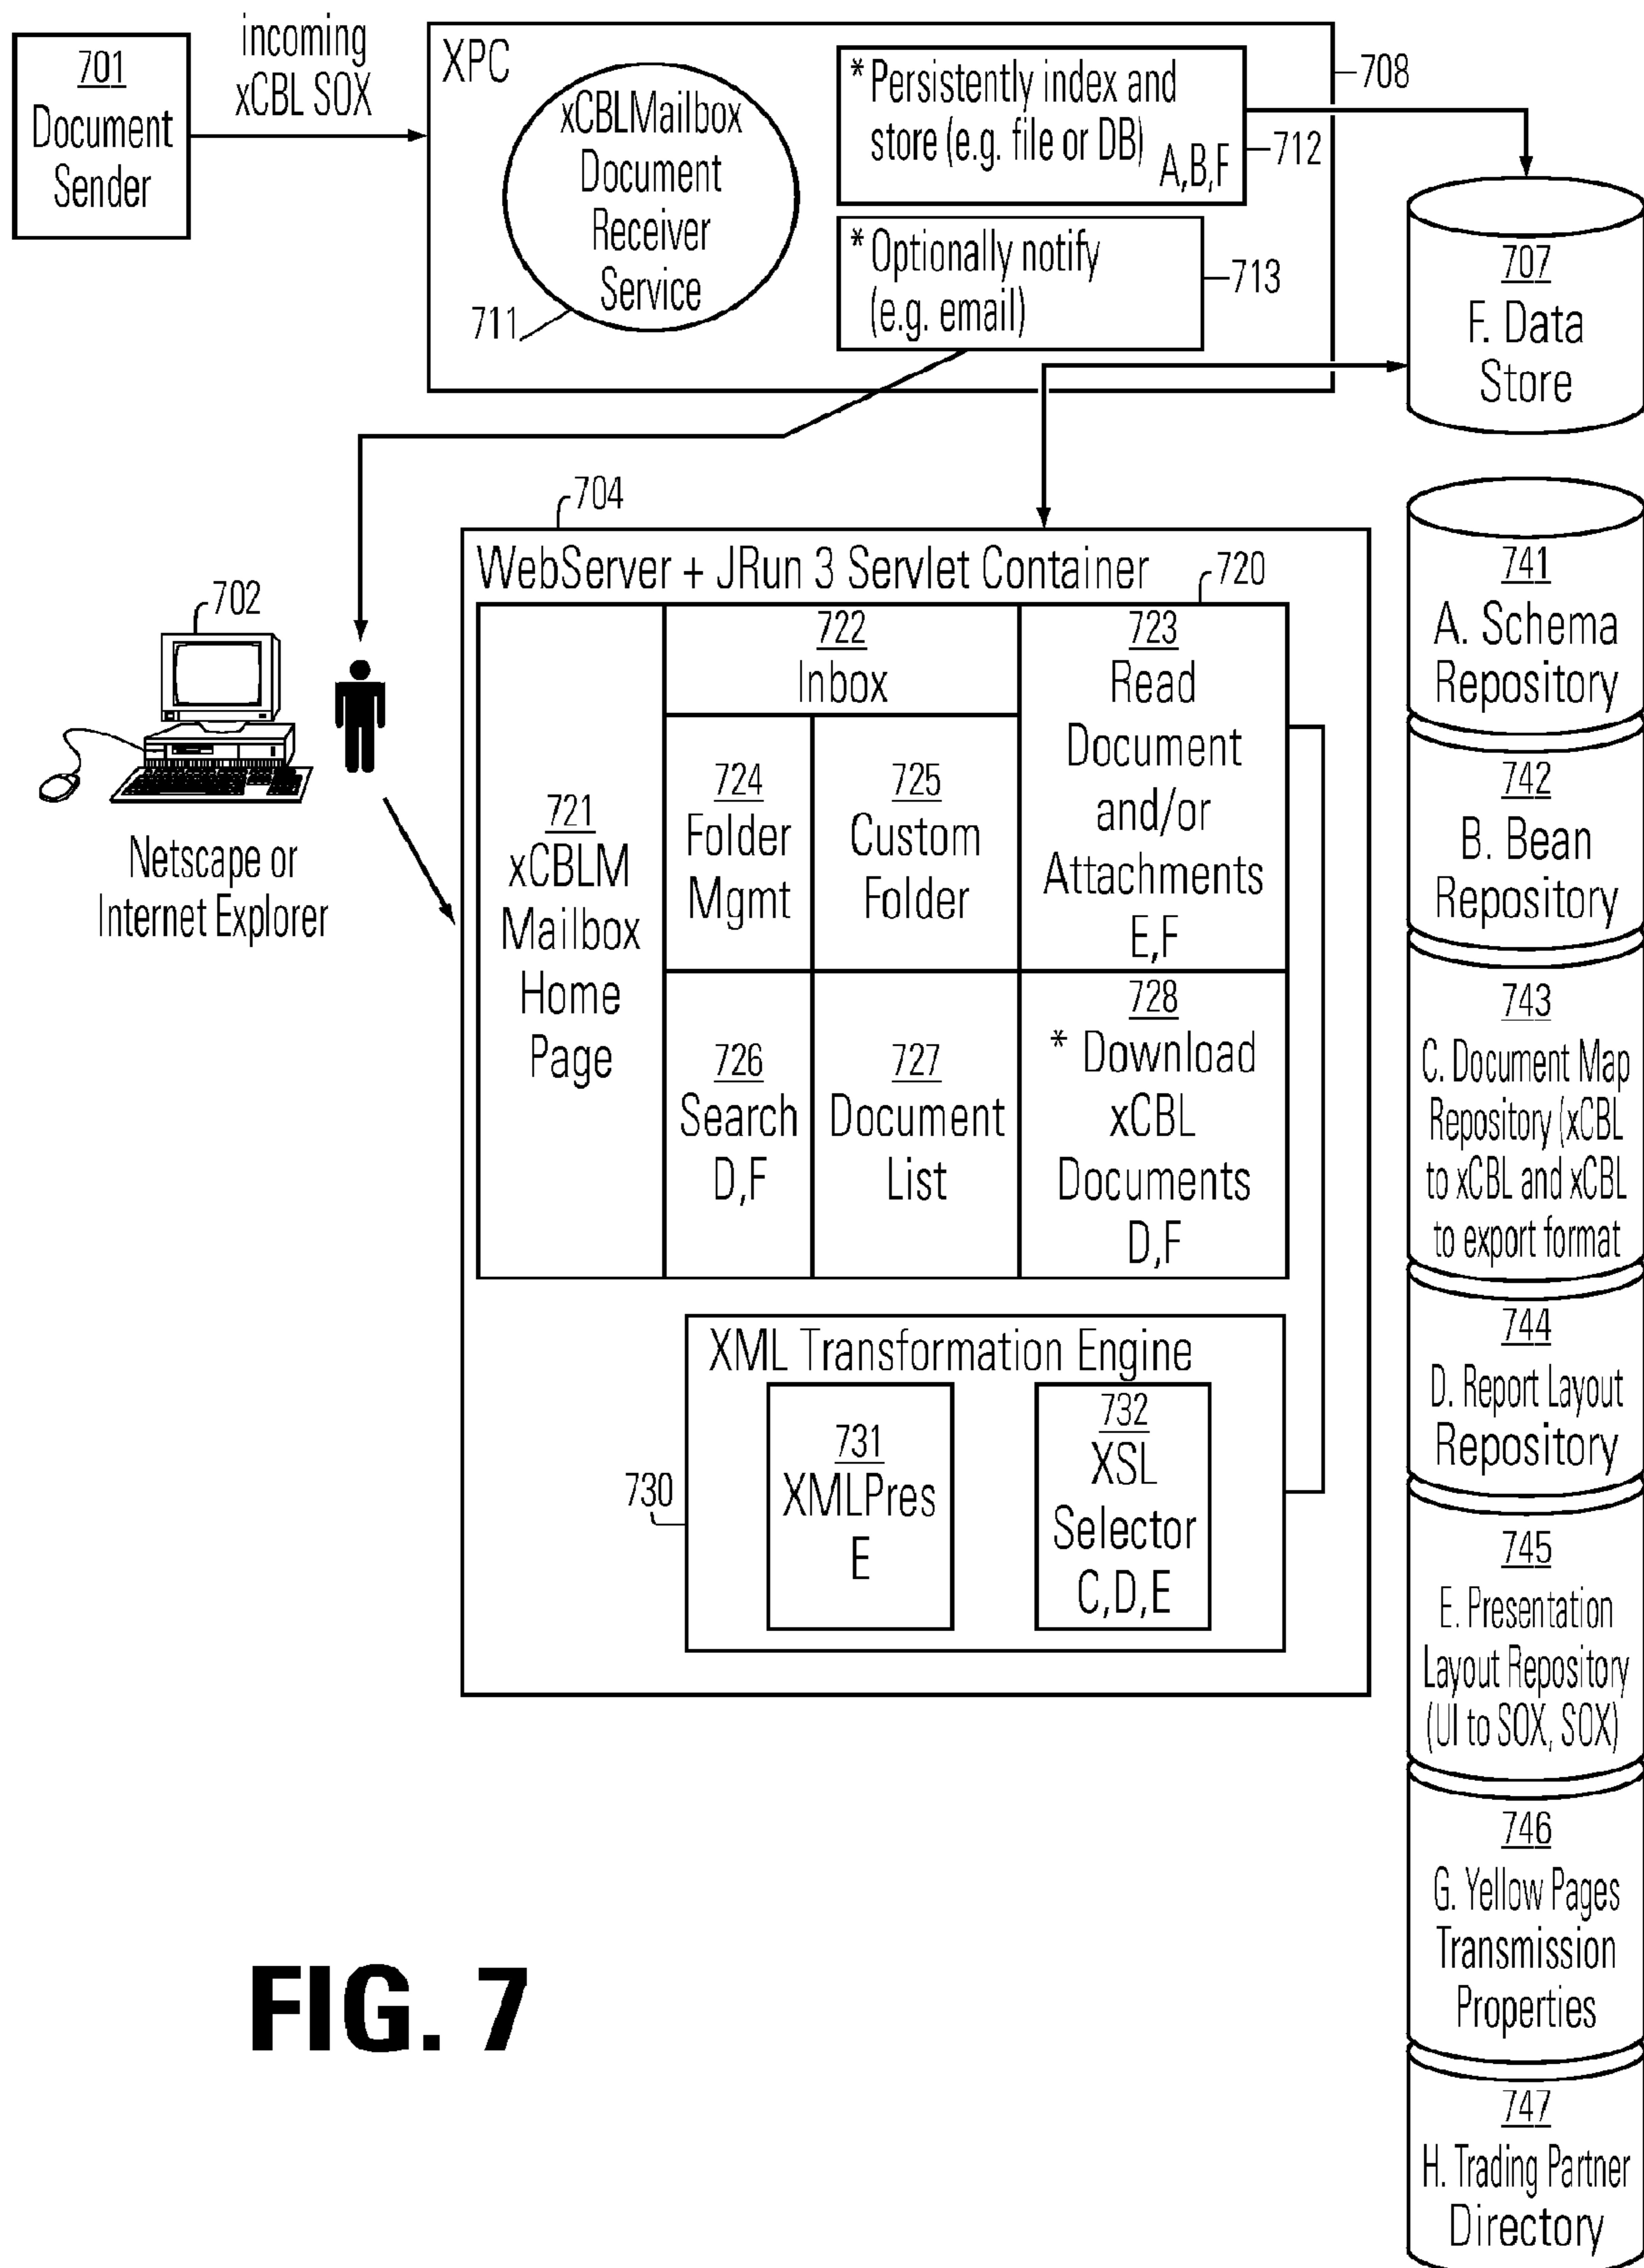 701
Document
Sender
incoming
xCBL SOX
XPC
xCBLMailbox
Document
Receiver
Service
711
* Persistently index and
store (e.g. file or DB)
A,B,F
712
708
* Optionally notify
(e.g. email)
713
707
F. Data
Store
704
WebServer + JRun 3 Servlet Container
720
702
Netscape or
Internet Explorer
721
xCBLM
Mailbox
Home
Page
722
Inbox
723
Read
Document
and/or
Attachments
E,F
724
Folder
Mgmt
725
Custom
Folder
726
Search
D,F
727
Document
List
728
* Download
xCBL
Documents
D,F
XML Transformation Engine
730
731
XMLPres
E
732
XSL
Selector
C,D,E
741
A. Schema
Repository
742
B. Bean
Repository
743
C. Document Map
Repository (xCBL
to xCBL and xCBL
to export format
744
D. Report Layout
Repository
745
E. Presentation
Layout Repository
(UI to SOX, SOX)
746
G. Yellow Pages
Transmission
Properties
747
H. Trading Partner
Directory
FIG. 7